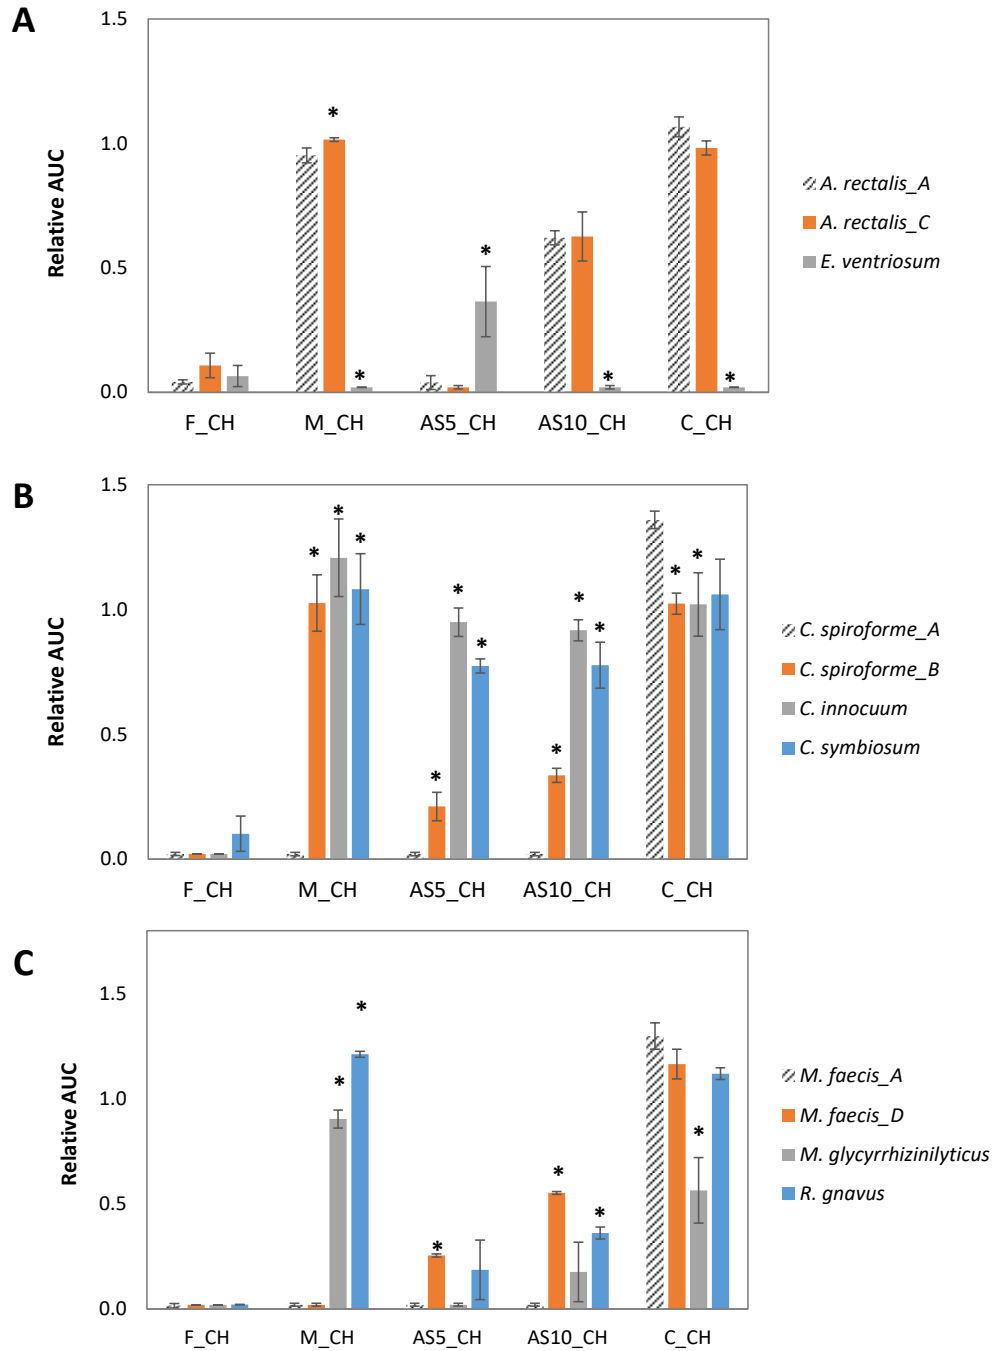 A
1.5
1.0
0.5
0.0
Relative AUC
*
*
*
*
*
F_CH M_CH AS5_CH AS10_CH C_CH
A. rectalis_A
A. rectalis_C
E. ventriosum
B
1.5
1.0
0.5
0.0
Relative AUC
* * *
* * *
* * *
* *
F_CH M_CH AS5_CH AS10_CH C_CH
C. spiroforme_A
C. spiroforme_B
C. innocuum
C. symbiosum
C
1.5
1.0
0.5
0.0
Relative AUC
* *
*
* *
*
F_CH M_CH AS5_CH AS10_CH C_CH
M. faecis_A
M. faecis_D
M. glycyrrhizinilyticus
R. gnavus